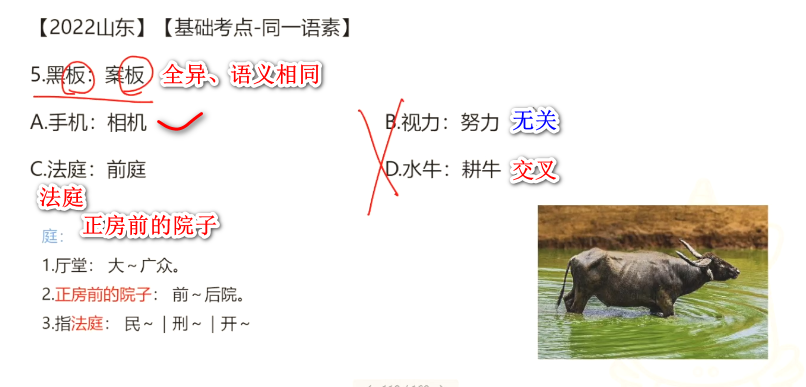 【2022山东】【基础考点-同一语素】
5.黑板：案板 全异、语义相同
A.手机：相机 B.视力：努力 无关
C.法庭：前庭 D.水牛：耕牛 交叉
法庭
正房前的院子
庭：
1.厅堂： 大～广众。
2.正房前的院子： 前～后院。
3.指法庭： 民～｜刑～｜开～